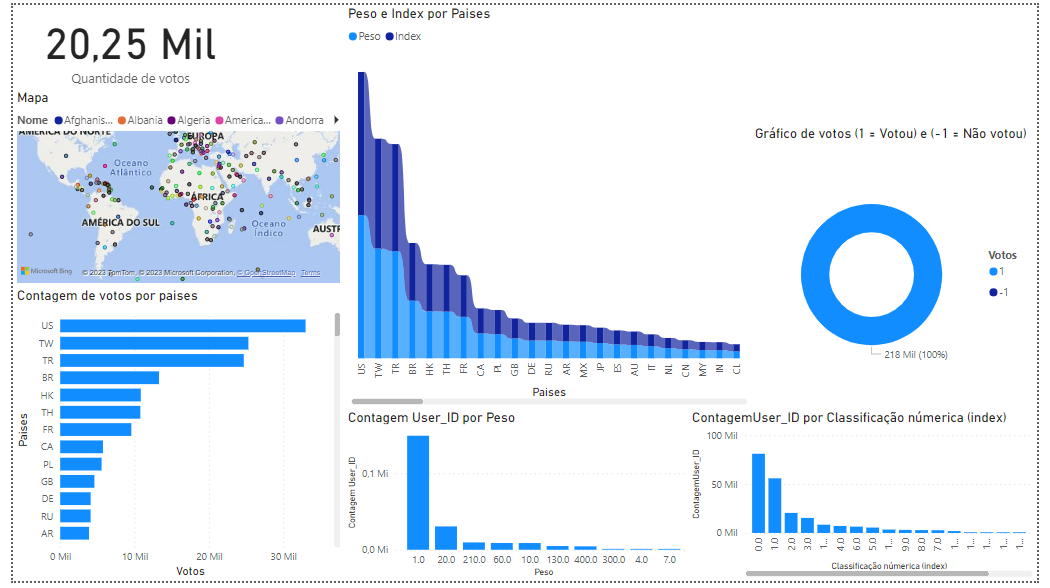 20,25 Mil
Quantidade de votos
Mapa
Nome Afghanis... Albania Algeria America... Andorra
AMÉRICA DO NORTE
EUROPA
Oceano
Atlântico
ÁFRICA
AMÉRICA DO SUL
Oceano
Índico
AUSTR
Microsoft Bing
© 2023 TomTom, © 2023 Microsoft Corporation, © OpenStreetMap Terms
Contagem de votos por paises
Paises
US
TW
TR
BR
HK
TH
FR
CA
PL
GB
DE
RU
AR
0 Mil 10 Mil 20 Mil 30 Mil
Votos
Peso e Index por Paises
Peso Index
US TW TR BR HK TH FR CA PL GB DE RU AR MX JP ES AU IT NL CN MY IN CL
Paises
Gráfico de votos (1 = Votou) e (-1 = Não votou)
Votos
1
-1
218 Mil (100%)
Contagem User_ID por Peso
Contagem User_ID
0,1 Mi
0,0 Mi
1.0 20.0 210.0 60.0 10.0 130.0 400.0 300.0 4.0 7.0
Peso
ContagemUser_ID por Classificação númerica (index)
ContagemUser_ID
100 Mil
50 Mil
0 Mil
0.0 1.0 2.0 3.0 1... 4.0 6.0 5.0 1... 9.0 8.0 7.0 1... 1... 1... 1...
Classificação númerica (index)